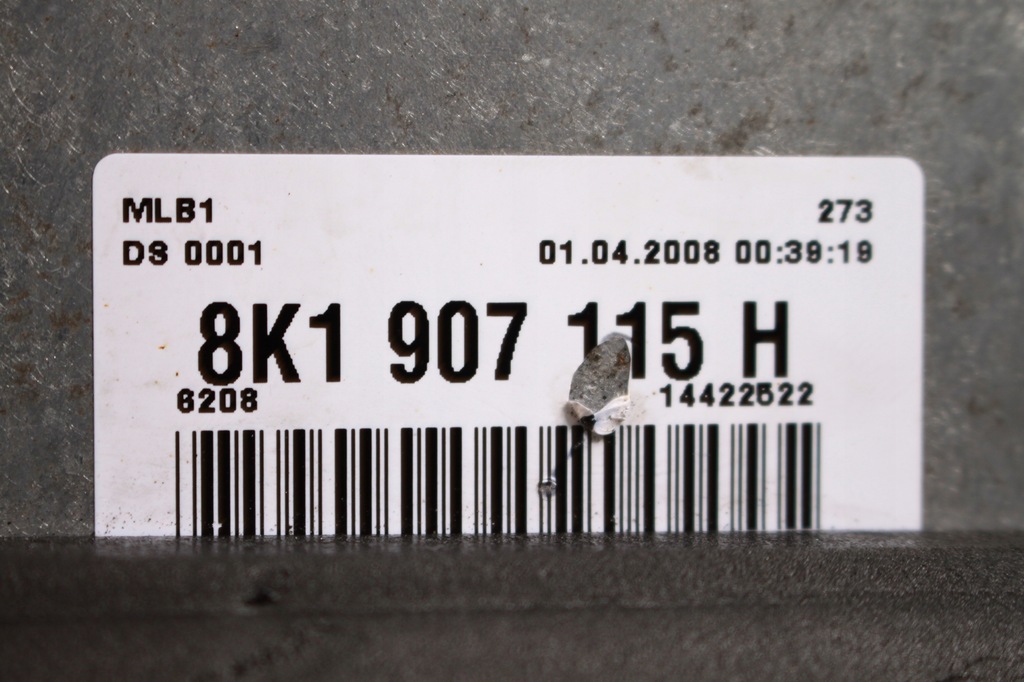 MLB1 273
DS 0001 01.04.2008 00:39:19
8K1 907 115 H
6208 14422522